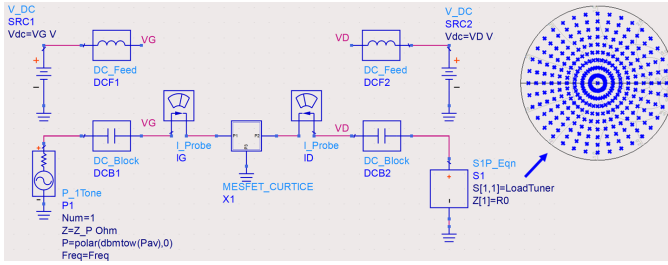 V_DC
SRC1
Vdc=VG V
VG
DC_Feed
DCF1
VD
DC_Feed
DCF2
V_DC
SRC2
Vdc=VD V
VG
DC_Block
DCB1
I_Probe
IG
P1
P2
MESFET_CURTICE
X1
I_Probe
ID
VD
DC_Block
DCB2
S1P_Eqn
S1
S[1,1]=LoadTuner
Z[1]=R0
P_1Tone
P1
Num=1
Z=Z_P Ohm
P=polar(dbmtow(Pav),0)
Freq=Freq